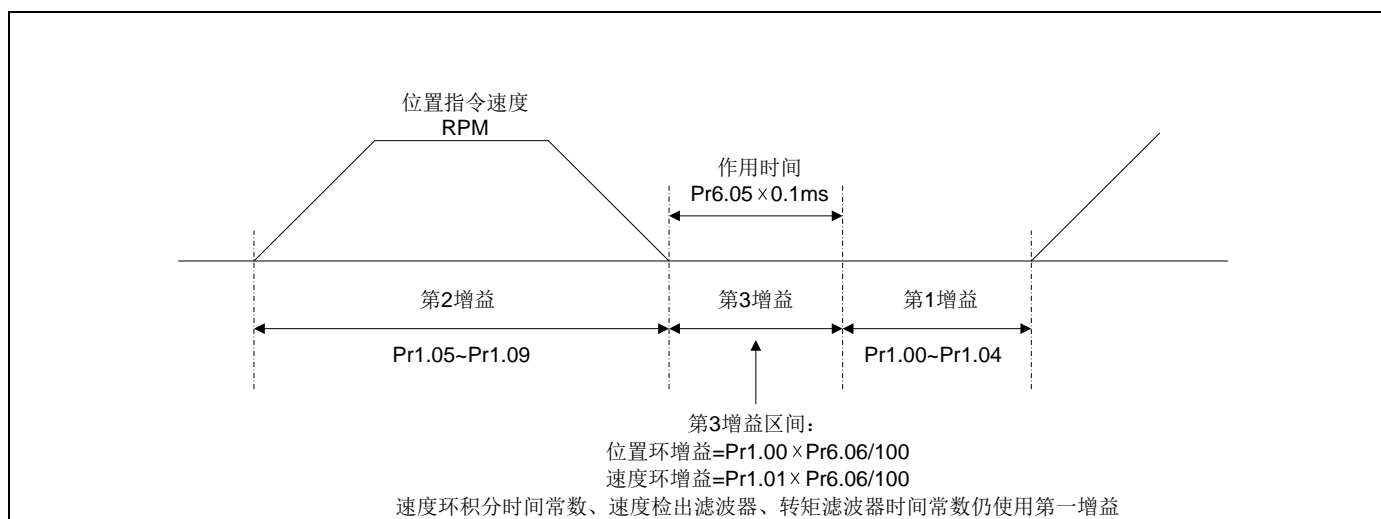 位置指令速度
RPM
作用时间
Pr6.05×0.1ms
第2增益
第3增益
第1增益
Pr1.05~Pr1.09
Pr1.00~Pr1.04
第3增益区间：
位置环增益=Pr1.00×Pr6.06/100
速度环增益=Pr1.01×Pr6.06/100
速度环积分时间常数、速度检出滤波器、转矩滤波器时间常数仍使用第一增益